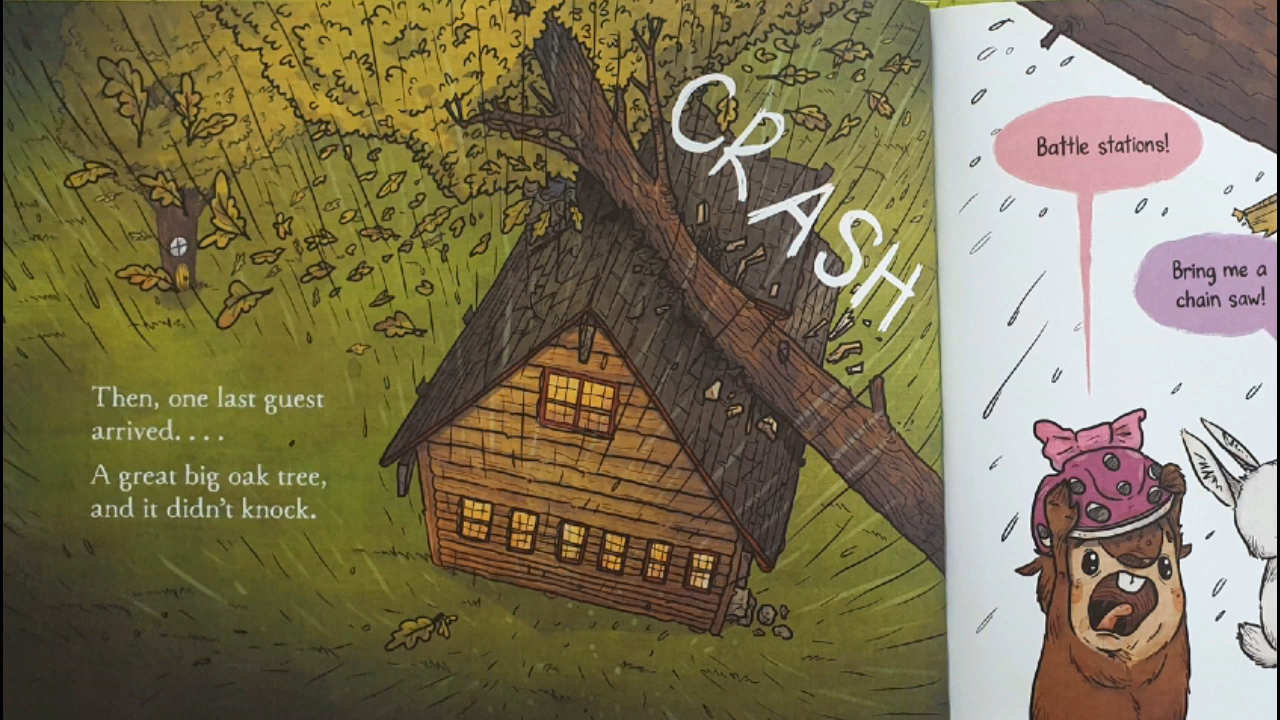 CRASH
Then, one last guest
arrived. . . .
A great big oak tree,
and it didn't knock.
Battle stations!
Bring me a
chain saw!